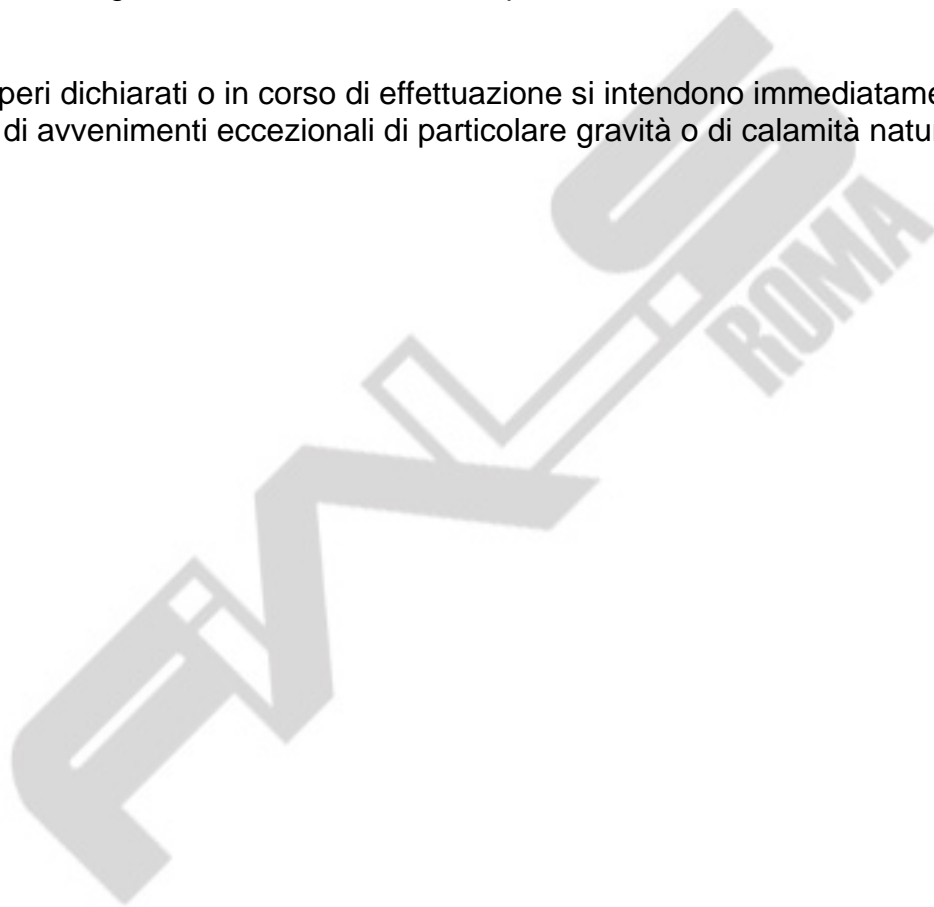 peri dichiarati o in corso di effettuazione si intendono immediatame
di avvenimenti eccezionali di particolare gravità o di calamità natu
FIALS
ROMA